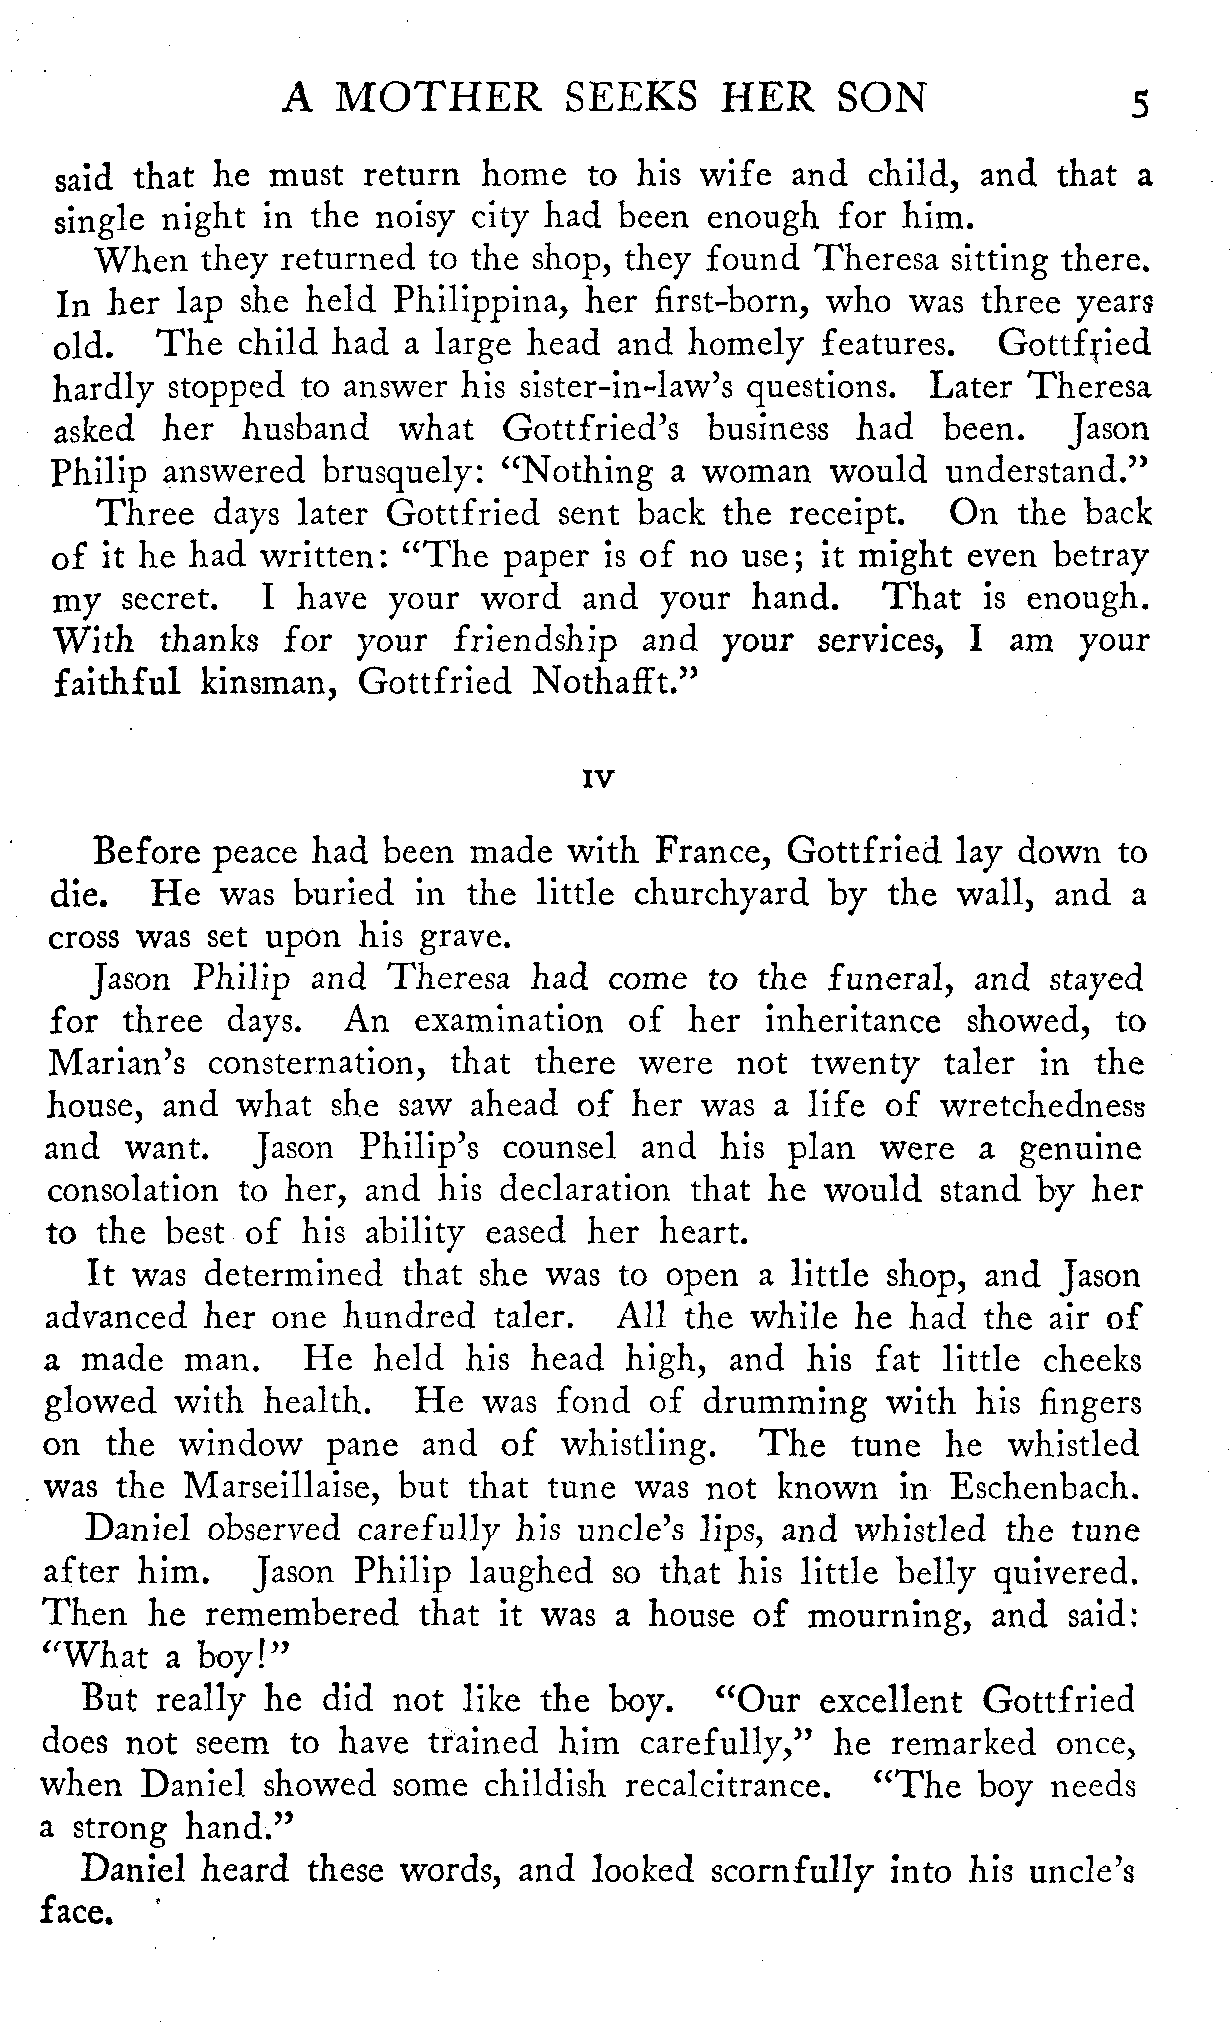 A MOTHER SEEKS HER SON 5
said that he must return home to his wife and child, and that a
single night in the noisy city had been enough for him.
When they returned to the shop, they found Theresa sitting there.
In her lap she held Philippina, her first-born, who was three years
old. The child had a large head and homely features. Gottfried
hardly stopped to answer his sister-in-law's questions. Later Theresa
asked her husband what Gottfried's business had been. Jason
Philip answered brusquely: "Nothing a woman would understand."
Three days later Gottfried sent back the receipt. On the back
of it he had written: "The paper is of no use; it might even betray
my secret. I have your word and your hand. That is enough.
With thanks for your friendship and your services, I am your
faithful kinsman, Gottfried Nothafft."
IV
Before peace had been made with France, Gottfried lay down to
die. He was buried in the little churchyard by the wall, and a
cross was set upon his grave.
Jason Philip and Theresa had come to the funeral, and stayed
for three days. An examination of her inheritance showed, to
Marian's consternation, that there were not twenty taler in the
house, and what she saw ahead of her was a life of wretchedness
and want. Jason Philip's counsel and his plan were a genuine
consolation to her, and his declaration that he would stand by her
to the best of his ability eased her heart.
It was determined that she was to open a little shop, and Jason
advanced her one hundred taler. All the while he had the air of
a made man. He held his head high, and his fat little cheeks
glowed with health. He was fond of drumming with his fingers
on the window pane and of whistling. The tune he whistled
was the Marseillaise, but that tune was not known in Eschenbach.
Daniel observed carefully his uncle's lips, and whistled the tune
after him. Jason Philip laughed so that his little belly quivered.
Then he remembered that it was a house of mourning, and said:
"What a boy!"
But really he did not like the boy. "Our excellent Gottfried
does not seem to have trained him carefully," he remarked once,
when Daniel showed some childish recalcitrance. "The boy needs
a strong hand."
Daniel heard these words, and looked scornfully into his uncle's
face.